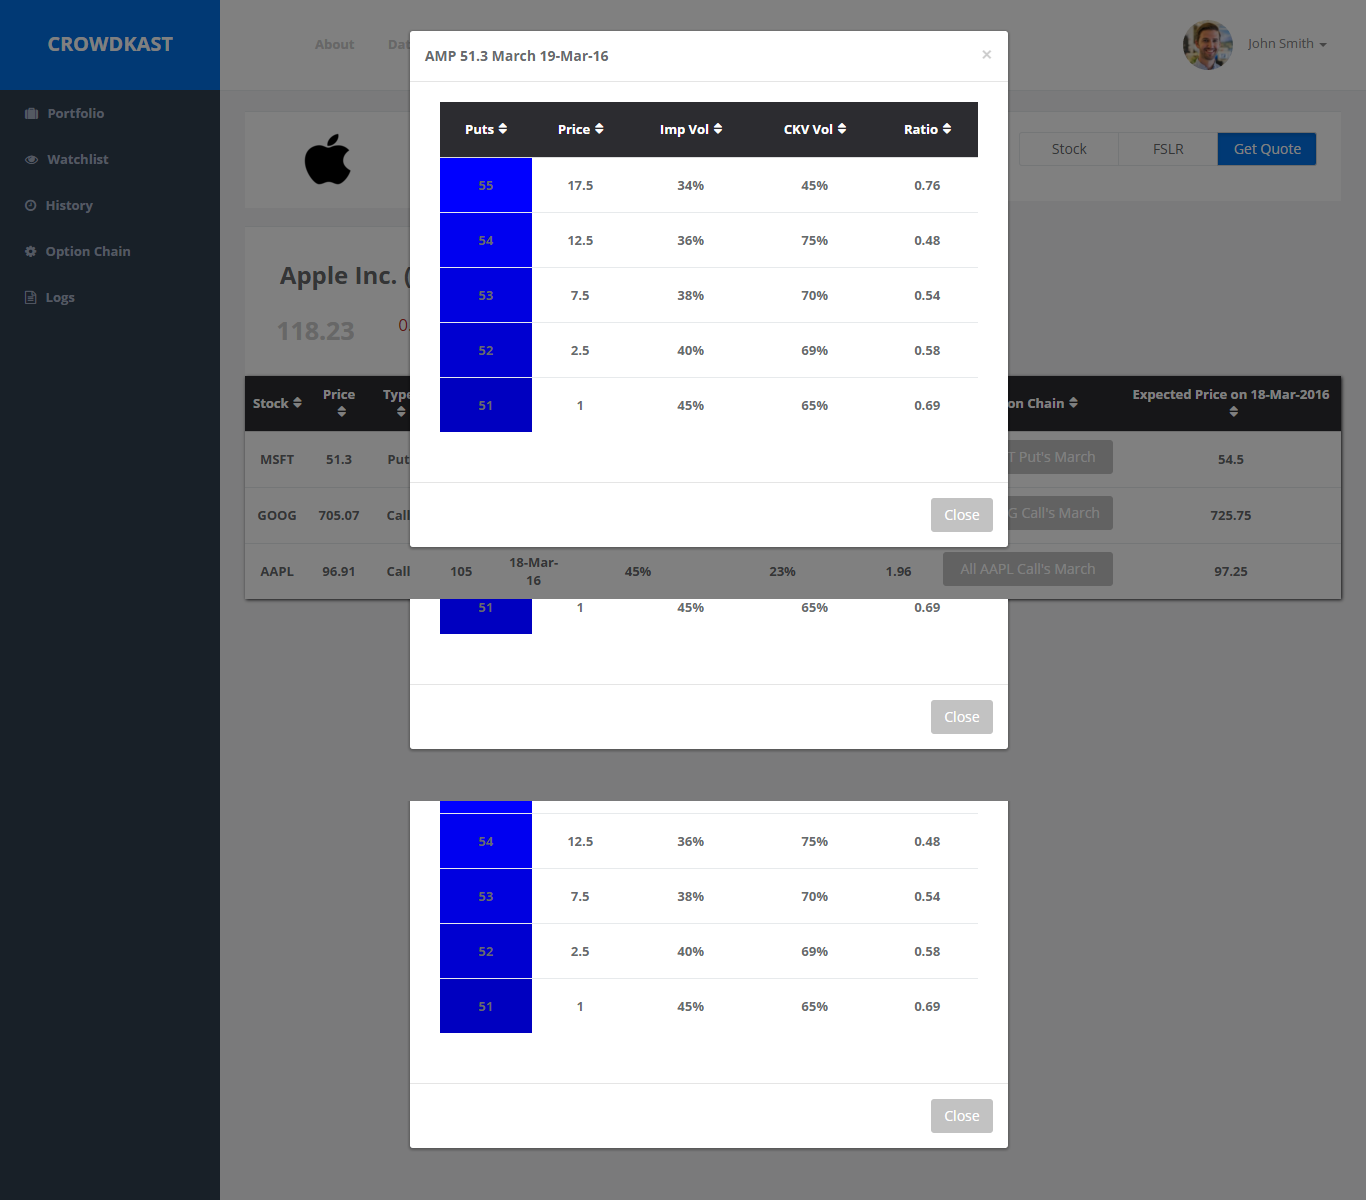 CROWDKAST
About Dat
John Smith
Portfolio
Watchlist
History
Option Chain
Logs
AMP 51.3 March 19-Mar-16 ×
Puts Price Imp Vol CKV Vol Ratio
55 17.5 34% 45% 0.76
54 12.5 36% 75% 0.48
53 7.5 38% 70% 0.54
52 2.5 40% 69% 0.58
51 1 45% 65% 0.69
Close
Stock FSLR Get Quote
Apple Inc. (
118.23 0.
Stock Price Type on Chain Expected Price on 18-Mar-2016
MSFT 51.3 Put T Put's March 54.5
GOOG 705.07 Call G Call's March 725.75
AAPL 96.91 Call 105 18-Mar-
16 45% 23% 1.96 All AAPL Call's March 97.25
51 1 45% 65% 0.69
Close
54 12.5 36% 75% 0.48
53 7.5 38% 70% 0.54
52 2.5 40% 69% 0.58
51 1 45% 65% 0.69
Close